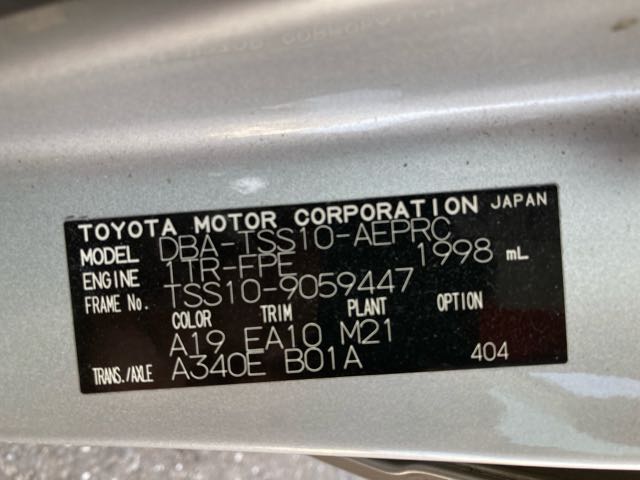 TOYOTA MOTOR CORPORATION JAPAN
MODEL DBA-TSS10-AEPRC
ENGINE 1TR-FPE 1998 mL
FRAME No. TSS10-9059447
COLOR TRIM PLANT OPTION
A19 EA10 M21
TRANS./AXLE A340E B01A 404